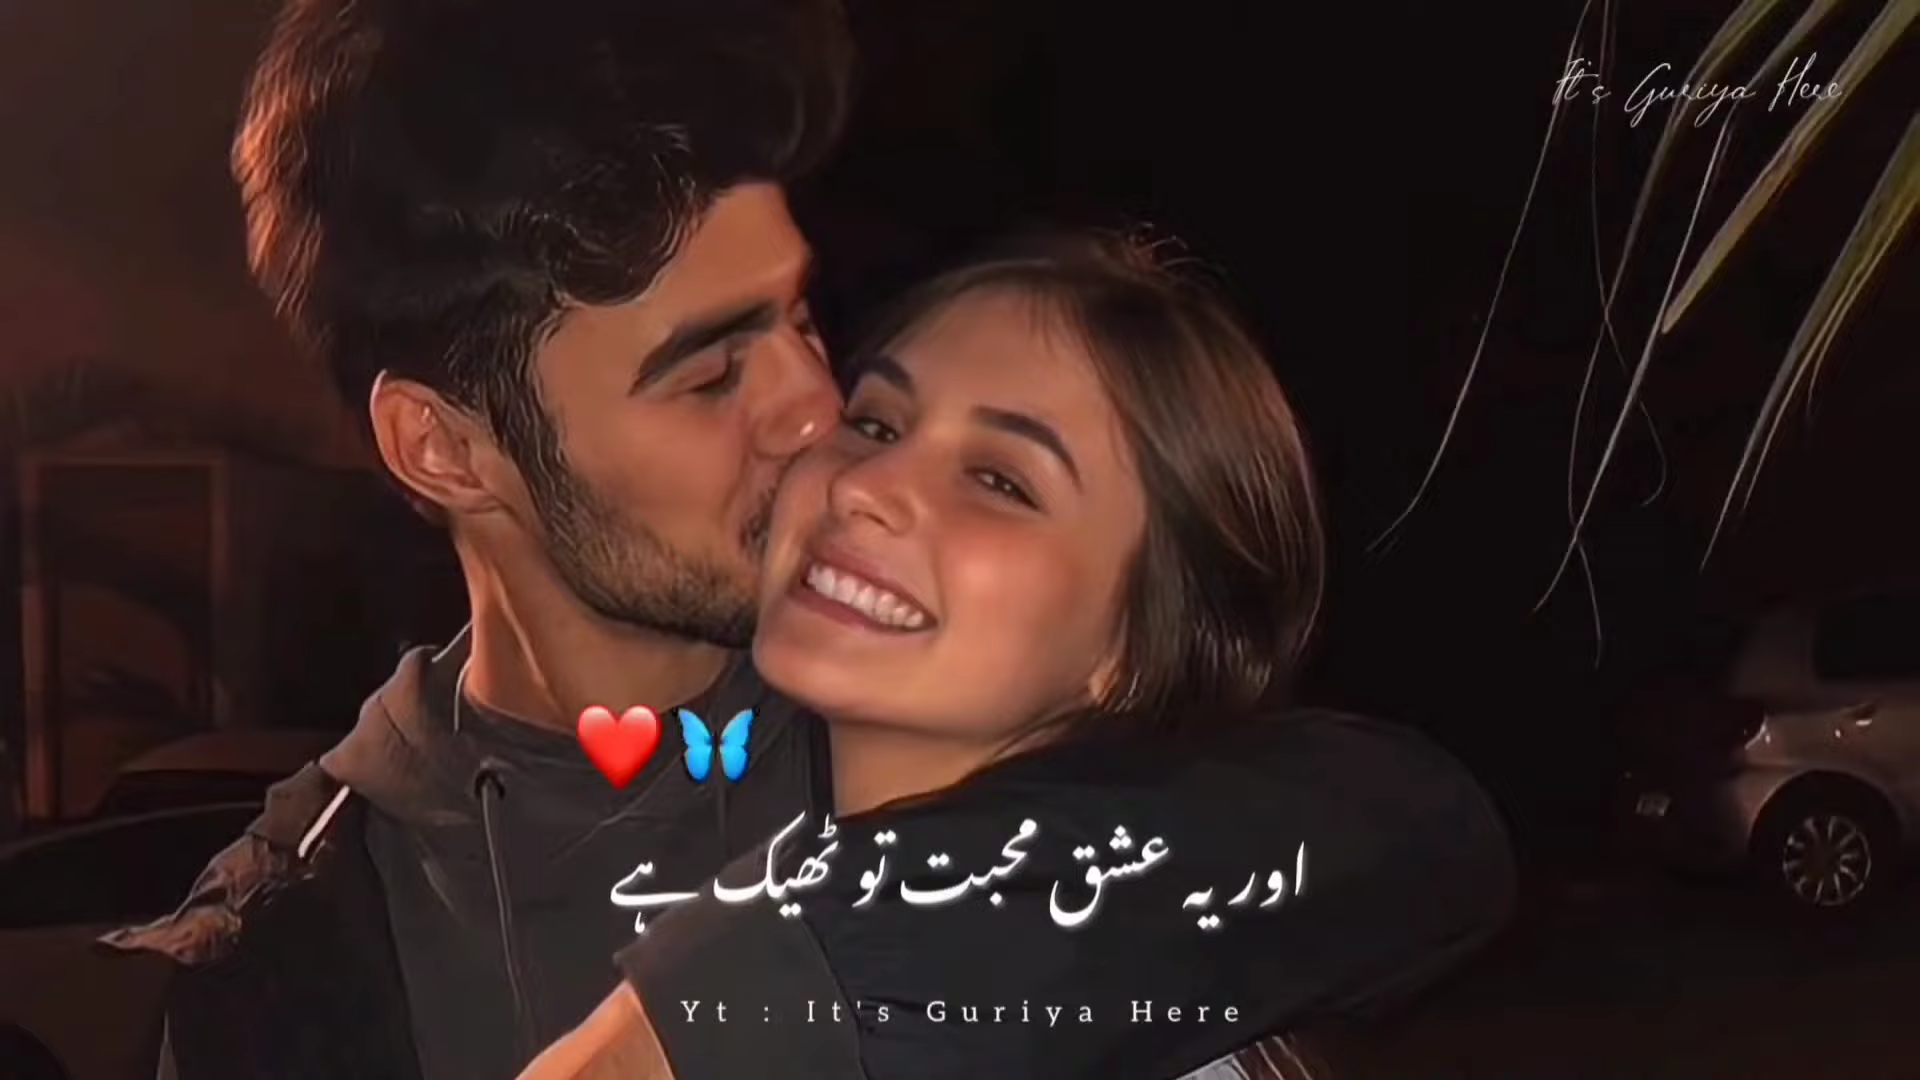 It's Guriya Here
❤️🦋
اور یہ عشق محبت تو ٹھیک ہے
Yt : It's Guriya Here